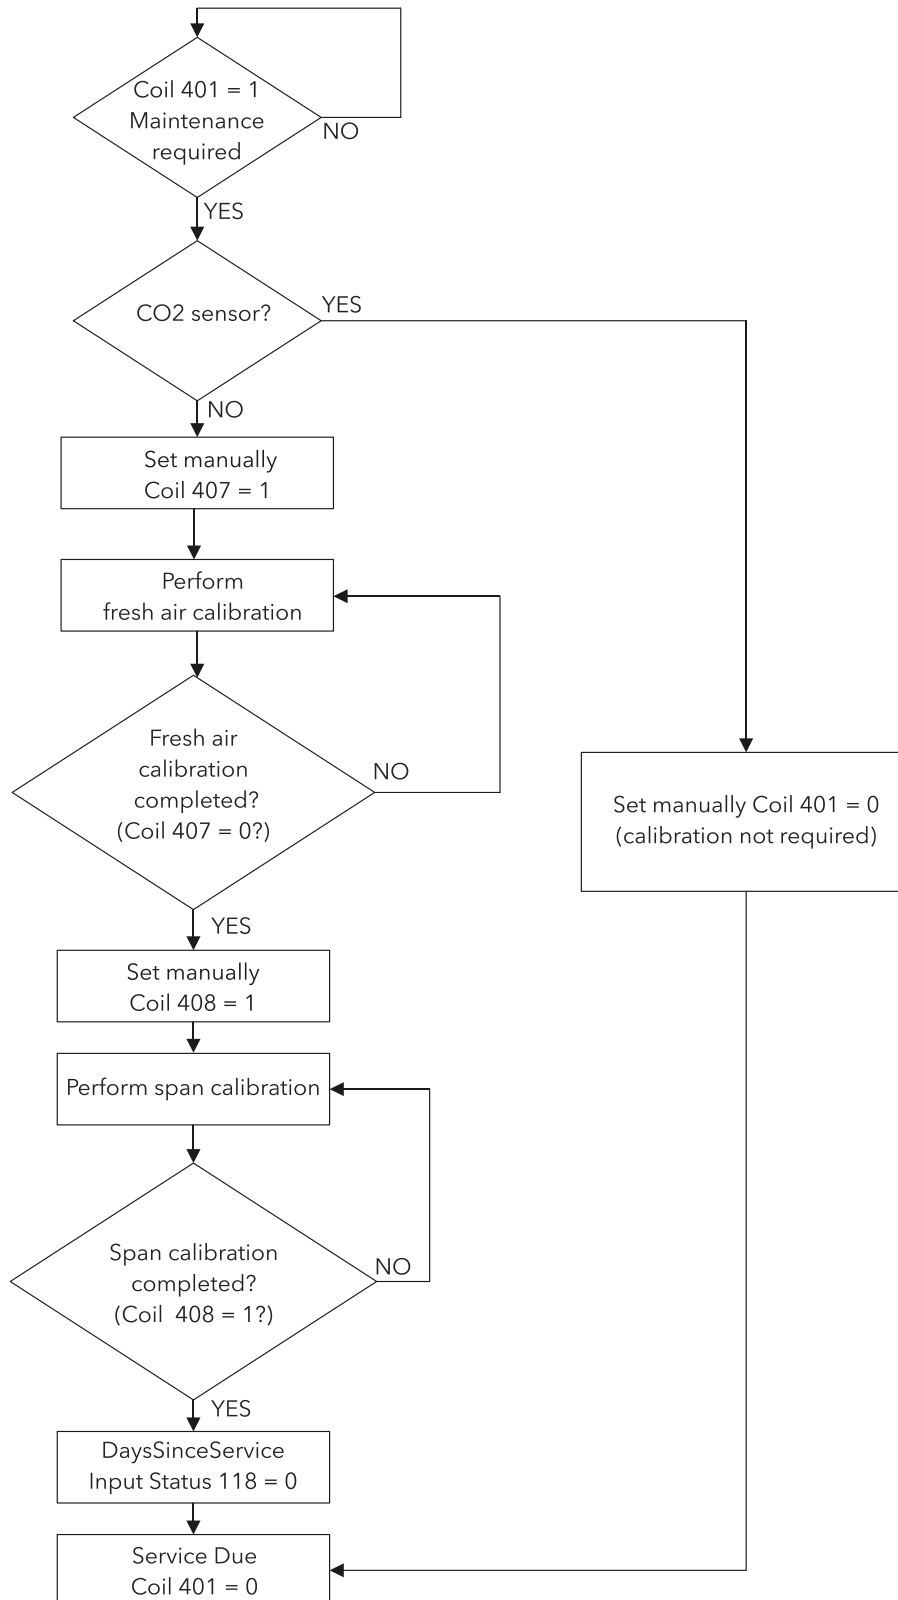 Coil 401 = 1
Maintenance
required
NO
YES
CO2 sensor?
YES
NO
Set manually
Coil 407 = 1
Perform
fresh air calibration
Fresh air
calibration
completed?
(Coil 407 = 0?)
NO
YES
Set manually Coil 401 = 0
(calibration not required)
Set manually
Coil 408 = 1
Perform span calibration
Span calibration
completed?
(Coil  408 = 1?)
NO
YES
DaysSinceService
Input Status 118 = 0
Service Due
Coil 401 = 0